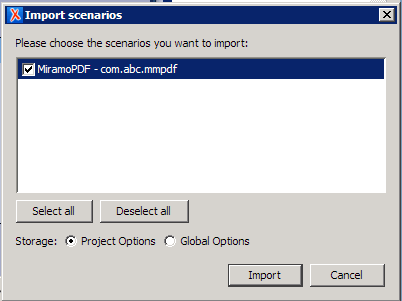 Import scenarios
Please choose the scenarios you want to import:
MiramoPDF - com.abc.mmpdf
Select all
Deselect all
Storage: Project Options Global Options
Import
Cancel